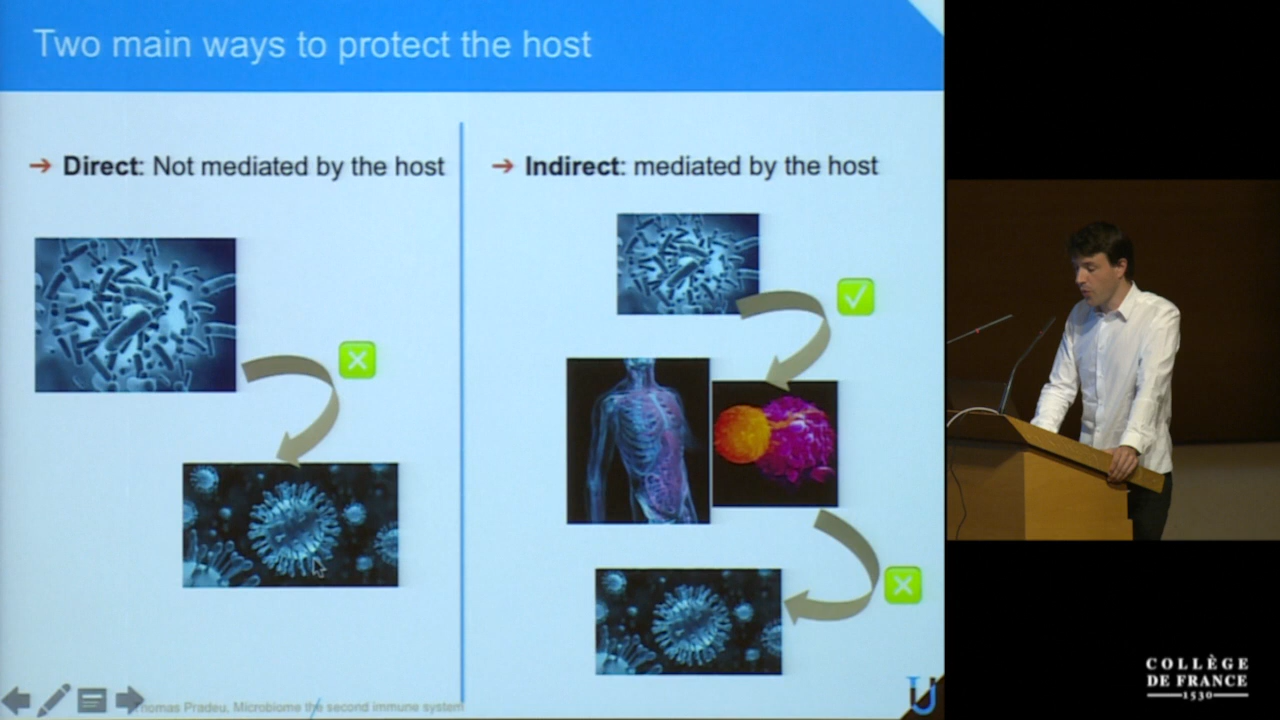 Two main ways to protect the host
→ Direct: Not mediated by the host
→ Indirect: mediated by the host
Thomas Pradeu, Microbiome the second immune system
COLLÈGE
DE FRANCE
1530